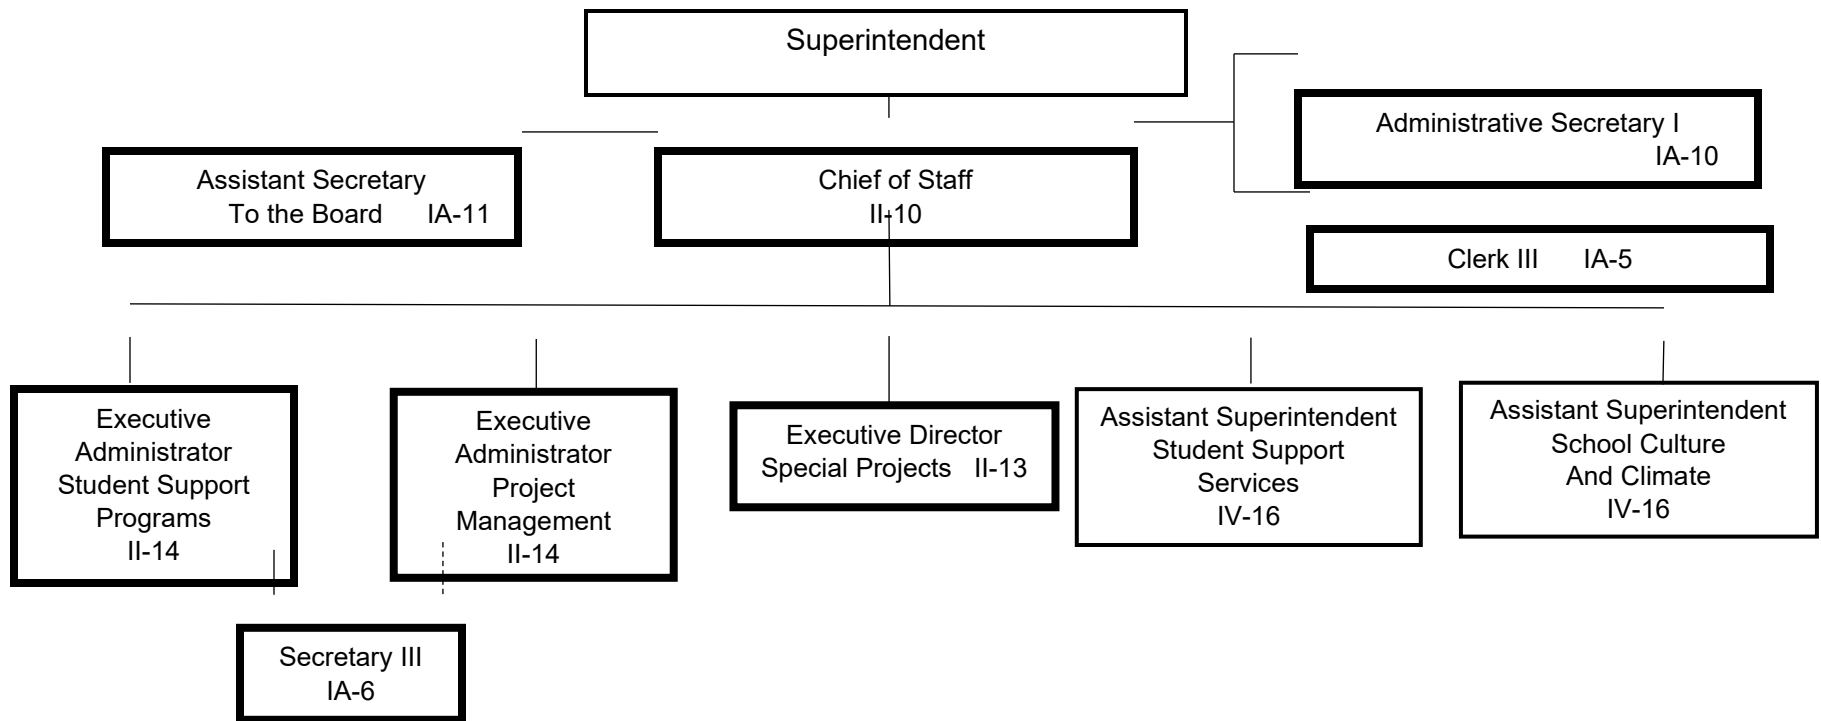 Superintendent
Administrative Secretary I
IA-10
Assistant Secretary
To the Board IA-11
Chief of Staff
II-10
Clerk III IA-5
Executive
Administrator
Student Support
Programs
II-14
Executive
Administrator
Project
Management
II-14
Executive Director
Special Projects II-13
Assistant Superintendent
Student Support
Services
IV-16
Assistant Superintendent
School Culture
And Climate
IV-16
Secretary III
IA-6